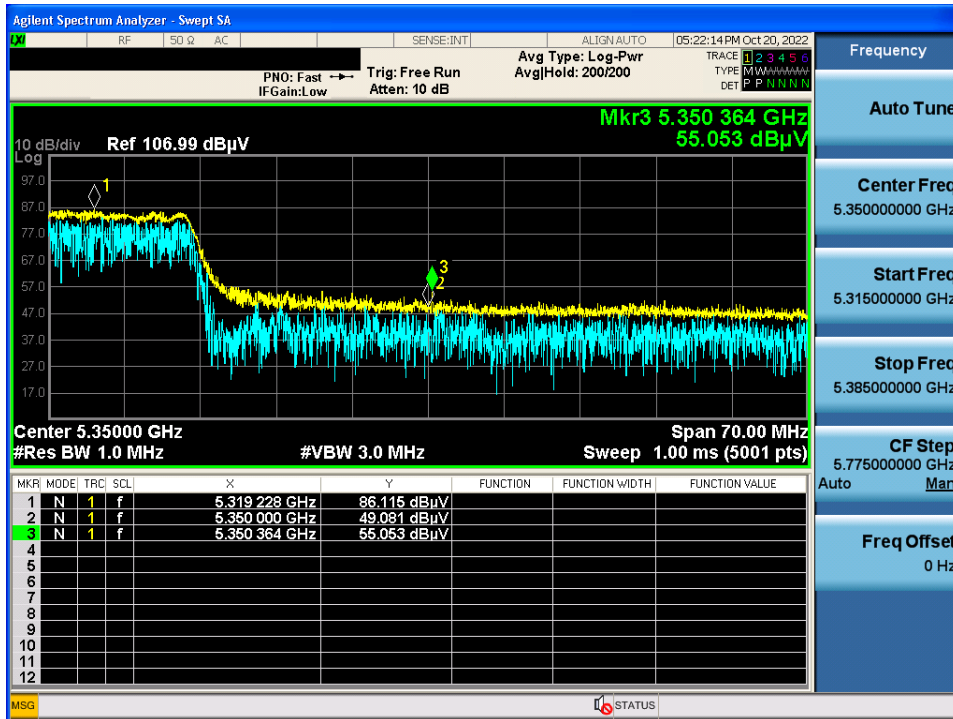 Agilent Spectrum Analyzer - Swept SA
LXI RF 50 Ω AC SENSE:INT ALIGN AUTO 05:22:14 PM Oct 20, 2022
PNO: Fast Trig: Free Run
IFGain:Low Atten: 10 dB
Avg Type: Log-Pwr
Avg|Hold: 200/200
TRACE 1 2 3 4 5 6
TYPE M
DET P P N N N N
Mkr3 5.350 364 GHz
55.053 dBµV
10 dB/div Ref 106.99 dBµV
Log
97.0
87.0
77.0
67.0
57.0
47.0
37.0
27.0
17.0
1
3
2
Center 5.35000 GHz Span 70.00 MHz
#Res BW 1.0 MHz #VBW 3.0 MHz Sweep 1.00 ms (5001 pts)
MKR MODE TRC SCL X Y FUNCTION FUNCTION WIDTH FUNCTION VALUE
1 N 1 f 5.319 228 GHz 86.115 dBµV
2 N 1 f 5.350 000 GHz 49.081 dBµV
3 N 1 f 5.350 364 GHz 55.053 dBµV
4
5
6
7
8
9
10
11
12
MSG STATUS
Frequency
Auto Tune
Center Freq
5.350000000 GHz
Start Freq
5.315000000 GHz
Stop Freq
5.385000000 GHz
CF Step
5.775000000 GHz
Auto Man
Freq Offset
0 Hz